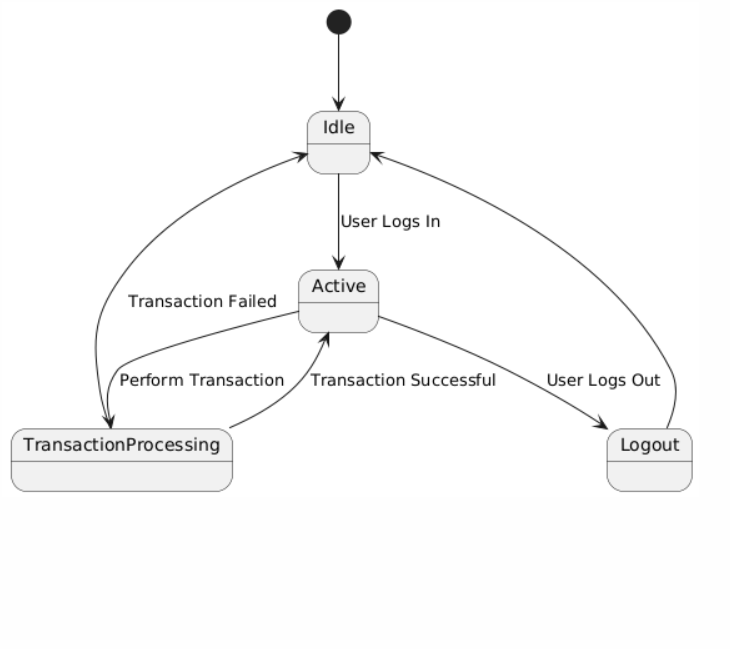 Idle
User Logs In
Active
Transaction Failed
Perform Transaction
Transaction Successful
User Logs Out
TransactionProcessing
Logout